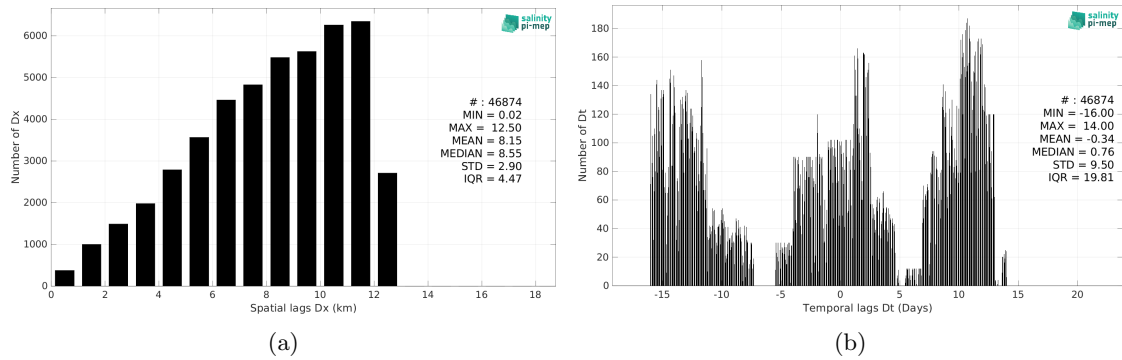 salinity
pi-mep
6000
5000
4000
3000
2000
1000
0
Number of Dx
# : 46874
MIN = 0.02
MAX = 12.50
MEAN = 8.15
MEDIAN = 8.55
STD = 2.90
IQR = 4.47
0 2 4 6 8 10 12 14 16 18
Spatial lags Dx (km)
(a)
salinity
pi-mep
180
160
140
120
100
80
60
40
20
0
Number of Dt
# : 46874
MIN = -16.00
MAX = 14.00
MEAN = -0.34
MEDIAN = 0.76
STD = 9.50
IQR = 19.81
-15 -10 -5 0 5 10 15 20
Temporal lags Dt (Days)
(b)